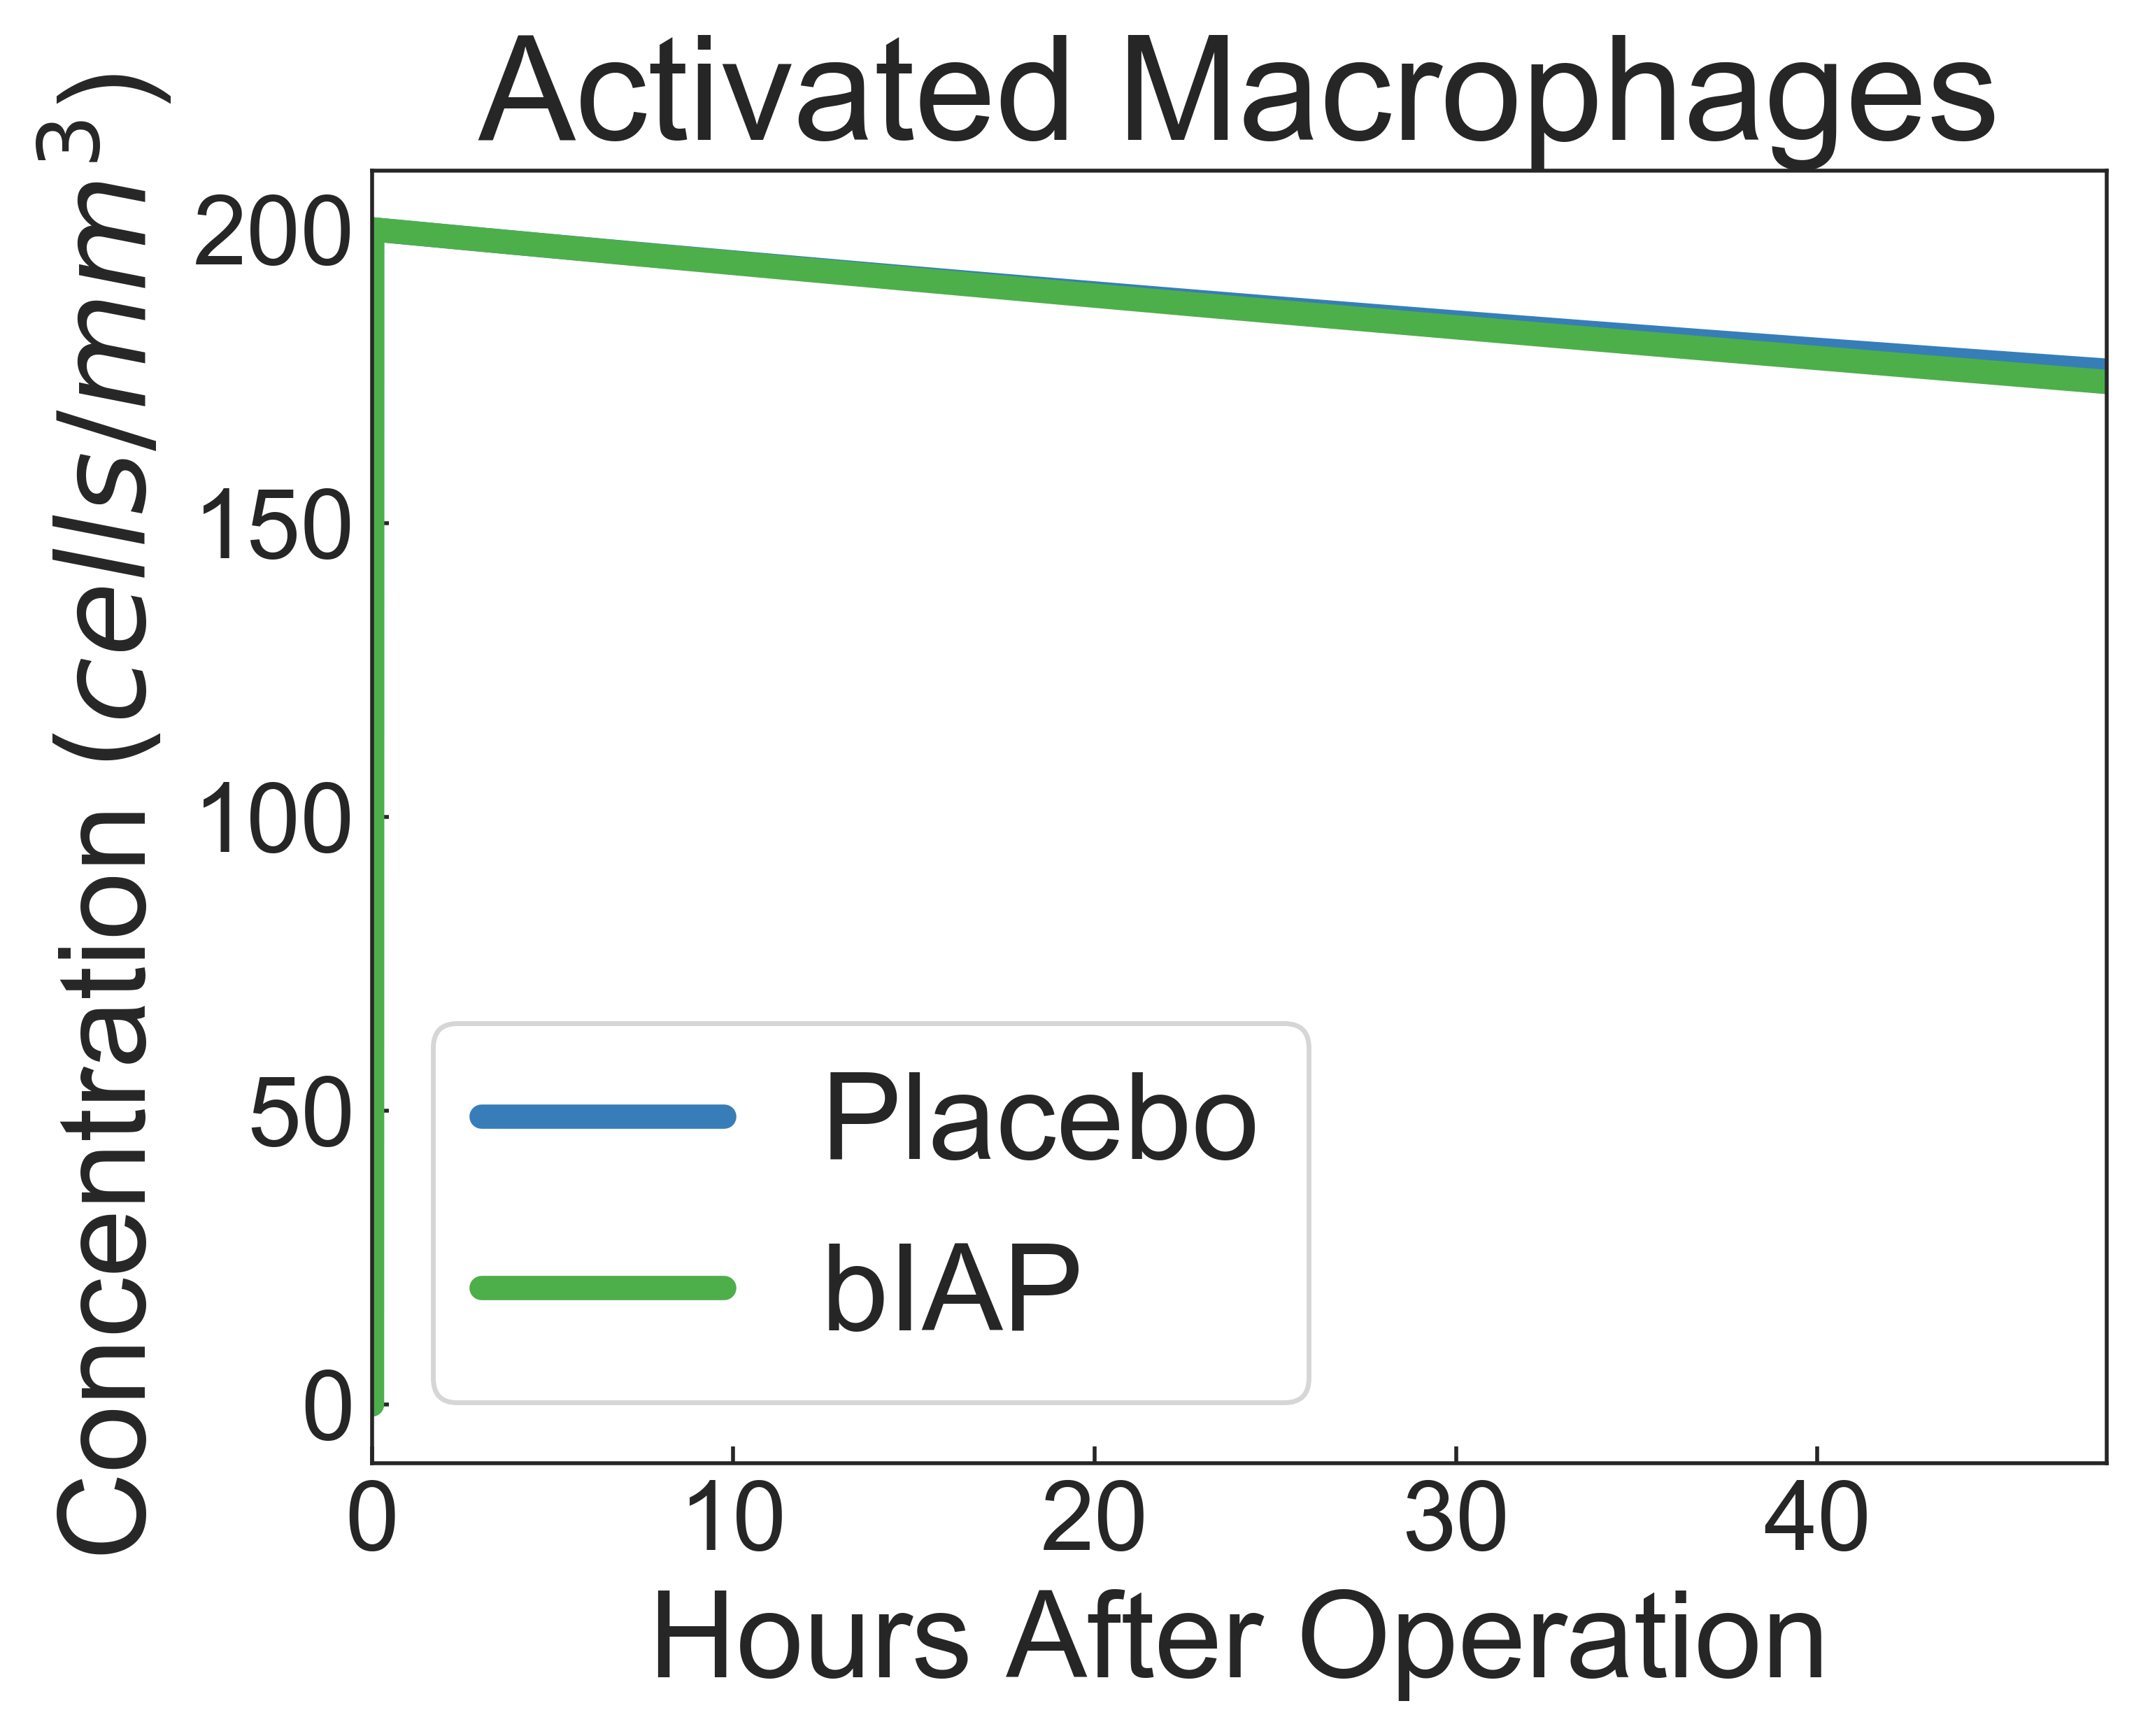 Activated Macrophages
Concentration (cells/mm³)
200
150
100
50
0
Placebo
bIAP
0 10 20 30 40
Hours After Operation